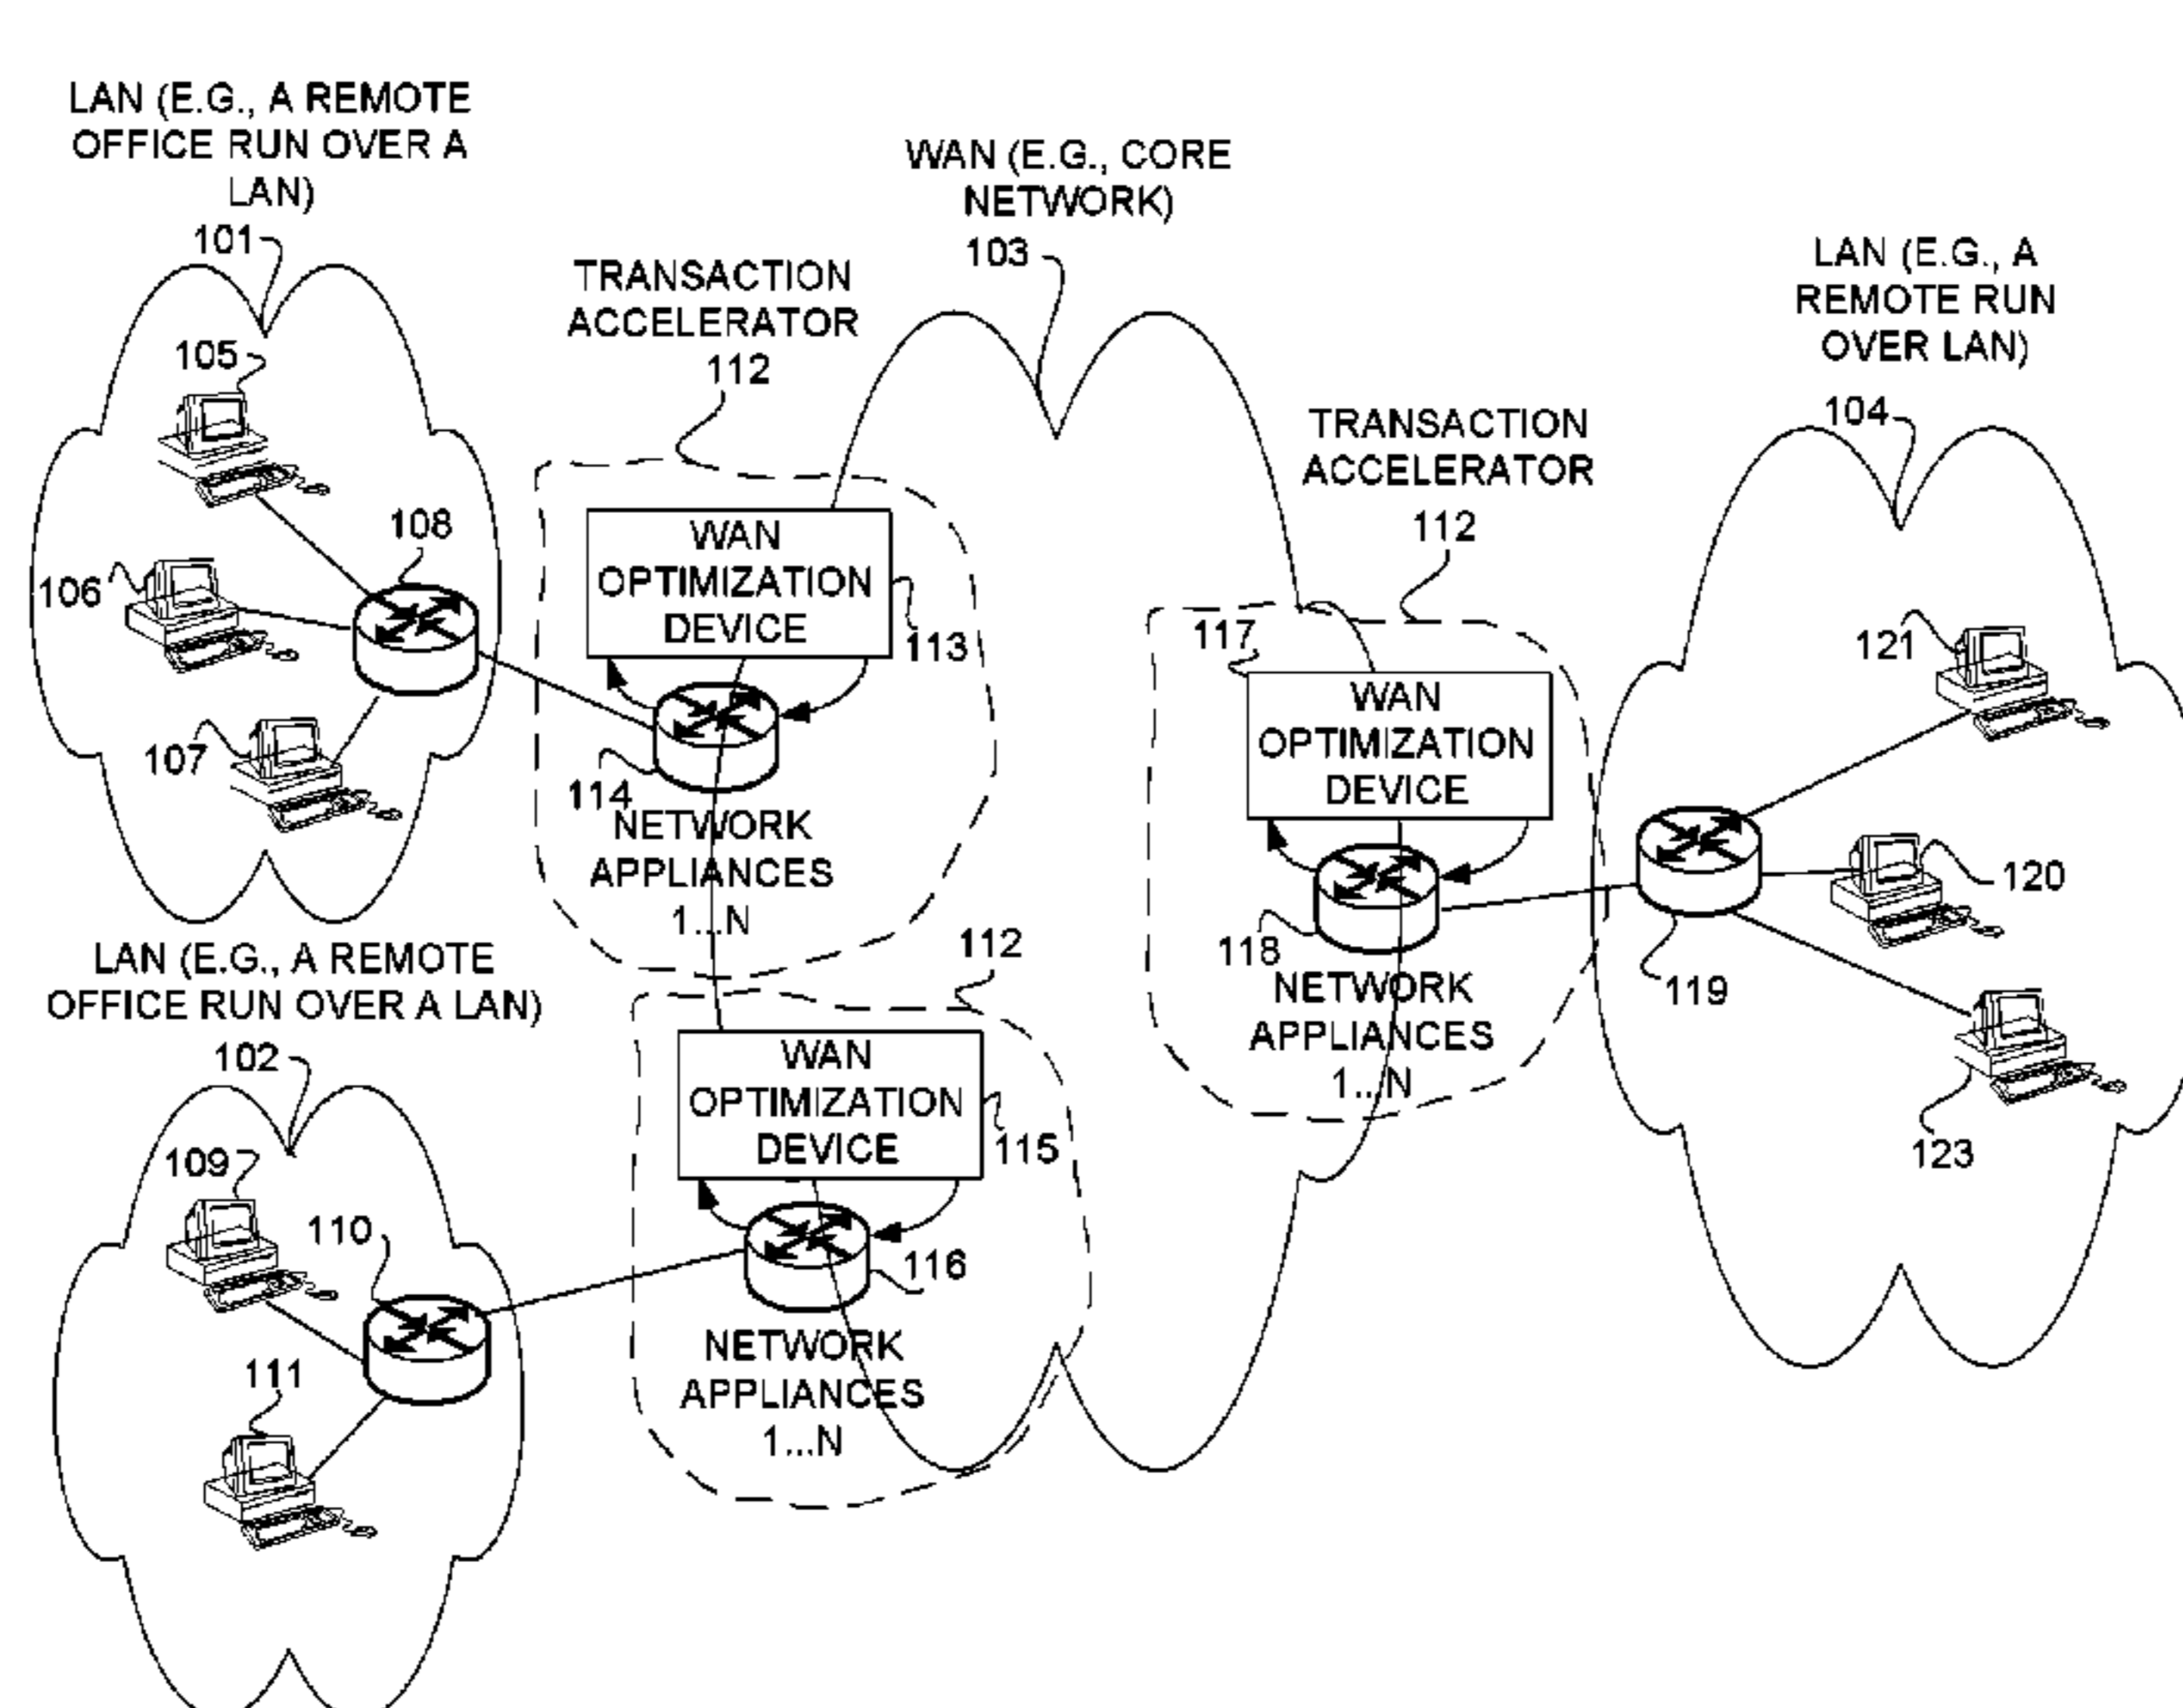 LAN (E.G., A REMOTE
OFFICE RUN OVER A
LAN)
101
105
106
108
107
TRANSACTION
ACCELERATOR
112
WAN
OPTIMIZATION
DEVICE
113
114
NETWORK
APPLIANCES
1...N
WAN (E.G., CORE
NETWORK)
103
TRANSACTION
ACCELERATOR
112
117
WAN
OPTIMIZATION
DEVICE
118
NETWORK
APPLIANCES
1...N
LAN (E.G., A
REMOTE RUN
OVER LAN)
104
121
120
119
123
LAN (E.G., A REMOTE
OFFICE RUN OVER A LAN)
102
109
110
111
112
WAN
OPTIMIZATION
DEVICE
115
116
NETWORK
APPLIANCES
1...N